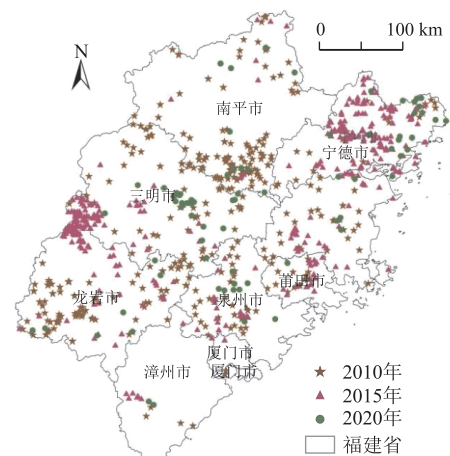 0 100 km
N
南平市
宁德市
三明市
莆田市
龙岩市
泉州市
厦门市
漳州市 厦门市
2010年
2015年
2020年
福建省